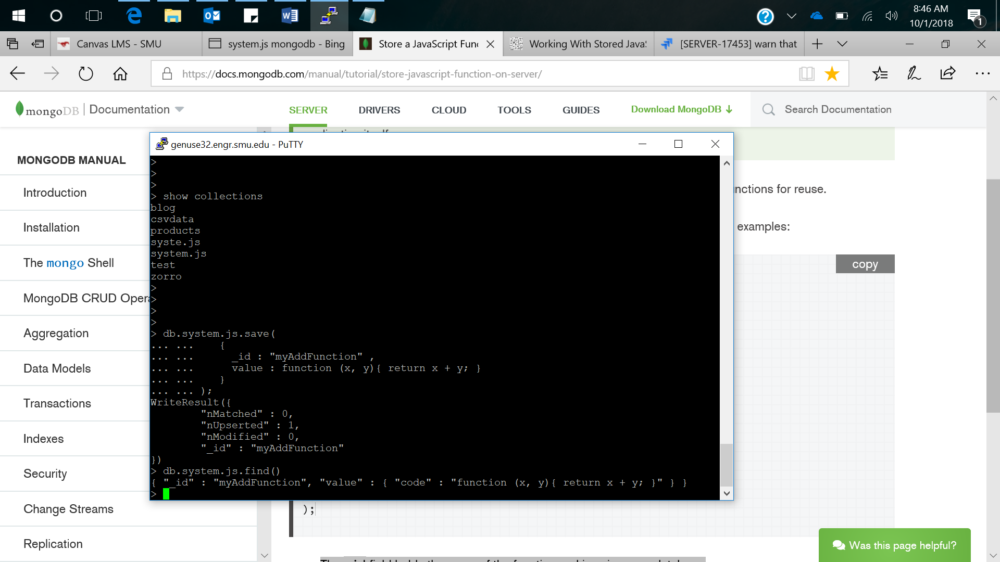 8:46 AM
10/1/2018
1
Canvas LMS - SMU
system.js mongodb - Bing
Store a JavaScript Func
Working With Stored JavaS
[SERVER-17453] warn that
https://docs.mongodb.com/manual/tutorial/store-javascript-function-on-server/
mongoDB | Documentation
SERVER
DRIVERS
CLOUD
TOOLS
GUIDES
Download MongoDB
Search Documentation
MONGODB MANUAL
Introduction
Installation
The mongo Shell
MongoDB CRUD Opera
Aggregation
Data Models
Transactions
Indexes
Security
Change Streams
Replication
genuse32.engr.smu.edu - PuTTY
>
>
>
> show collections
blog
csvdata
products
syste.js
system.js
test
zorro
>
>
>
>
> db.system.js.save(
... ...    {
... ...      _id : "myAddFunction" ,
... ...      value : function (x, y){ return x + y; }
... ...    }
... ... );
WriteResult({
        "nMatched" : 0,
        "nUpserted" : 1,
        "nModified" : 0,
        "_id" : "myAddFunction"
})
> db.system.js.find()
{ "_id" : "myAddFunction", "value" : { "code" : "function (x, y){ return x + y; }" } }
>
nctions for reuse.
examples:
copy
);
Was this page helpful?